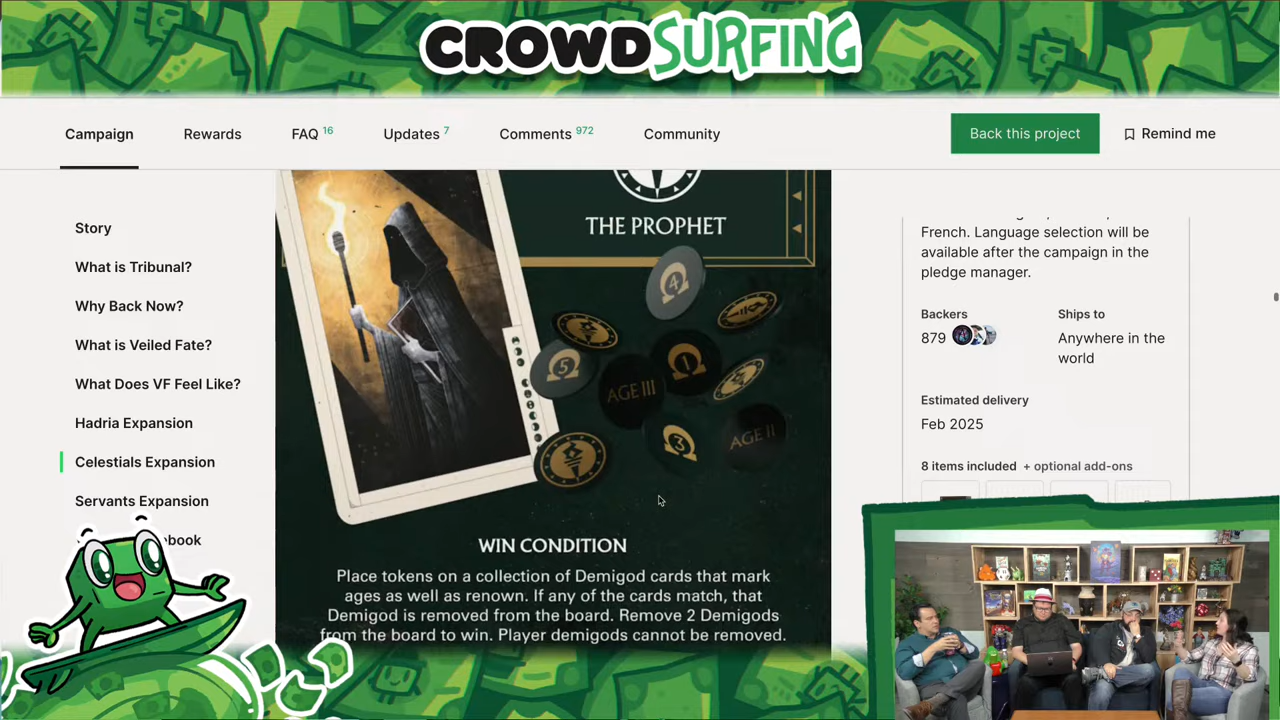 CROWDSURFING
Campaign
Rewards
FAQ 16
Updates 7
Comments 972
Community
Back this project
Remind me
Story
What is Tribunal?
Why Back Now?
What is Veiled Fate?
What Does VF Feel Like?
Hadria Expansion
Celestials Expansion
Servants Expansion
THE PROPHET
4
5
AGE III
1
3
AGE II
WIN CONDITION
Place tokens on a collection of Demigod cards that mark
ages as well as renown. If any of the cards match, that
Demigod is removed from the board. Remove 2 Demigods
from the board to win. Player demigods cannot be removed.
French. Language selection will be
available after the campaign in the
pledge manager.
Backers
879
Ships to
Anywhere in the
world
Estimated delivery
Feb 2025
8 items included + optional add-ons